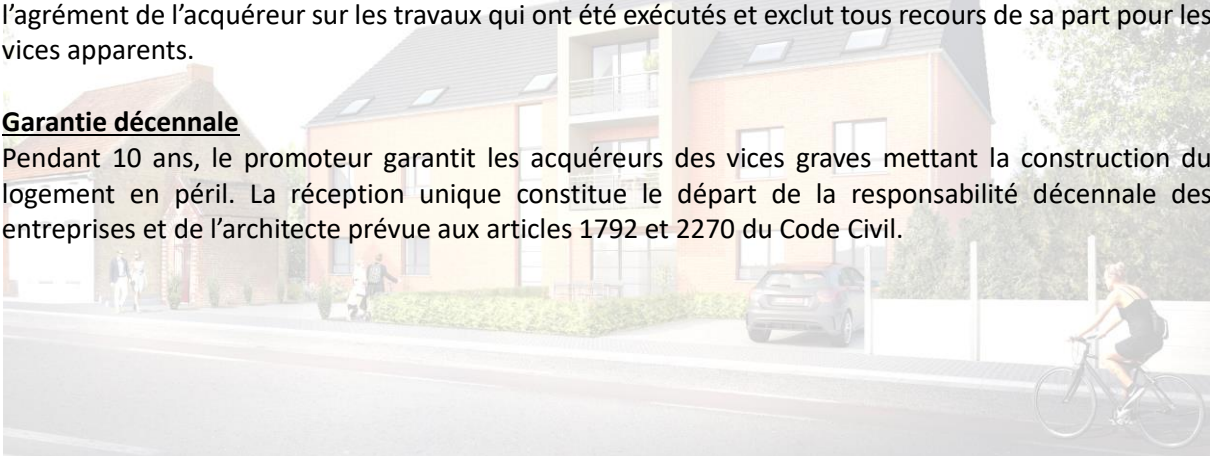 l’agrément de l’acquéreur sur les travaux qui ont été exécutés et exclut tous recours de sa part pour les
vices apparents.
Garantie décennale
Pendant 10 ans, le promoteur garantit les acquéreurs des vices graves mettant la construction du
logement en péril. La réception unique constitue le départ de la responsabilité décennale des
entreprises et de l’architecte prévue aux articles 1792 et 2270 du Code Civil.